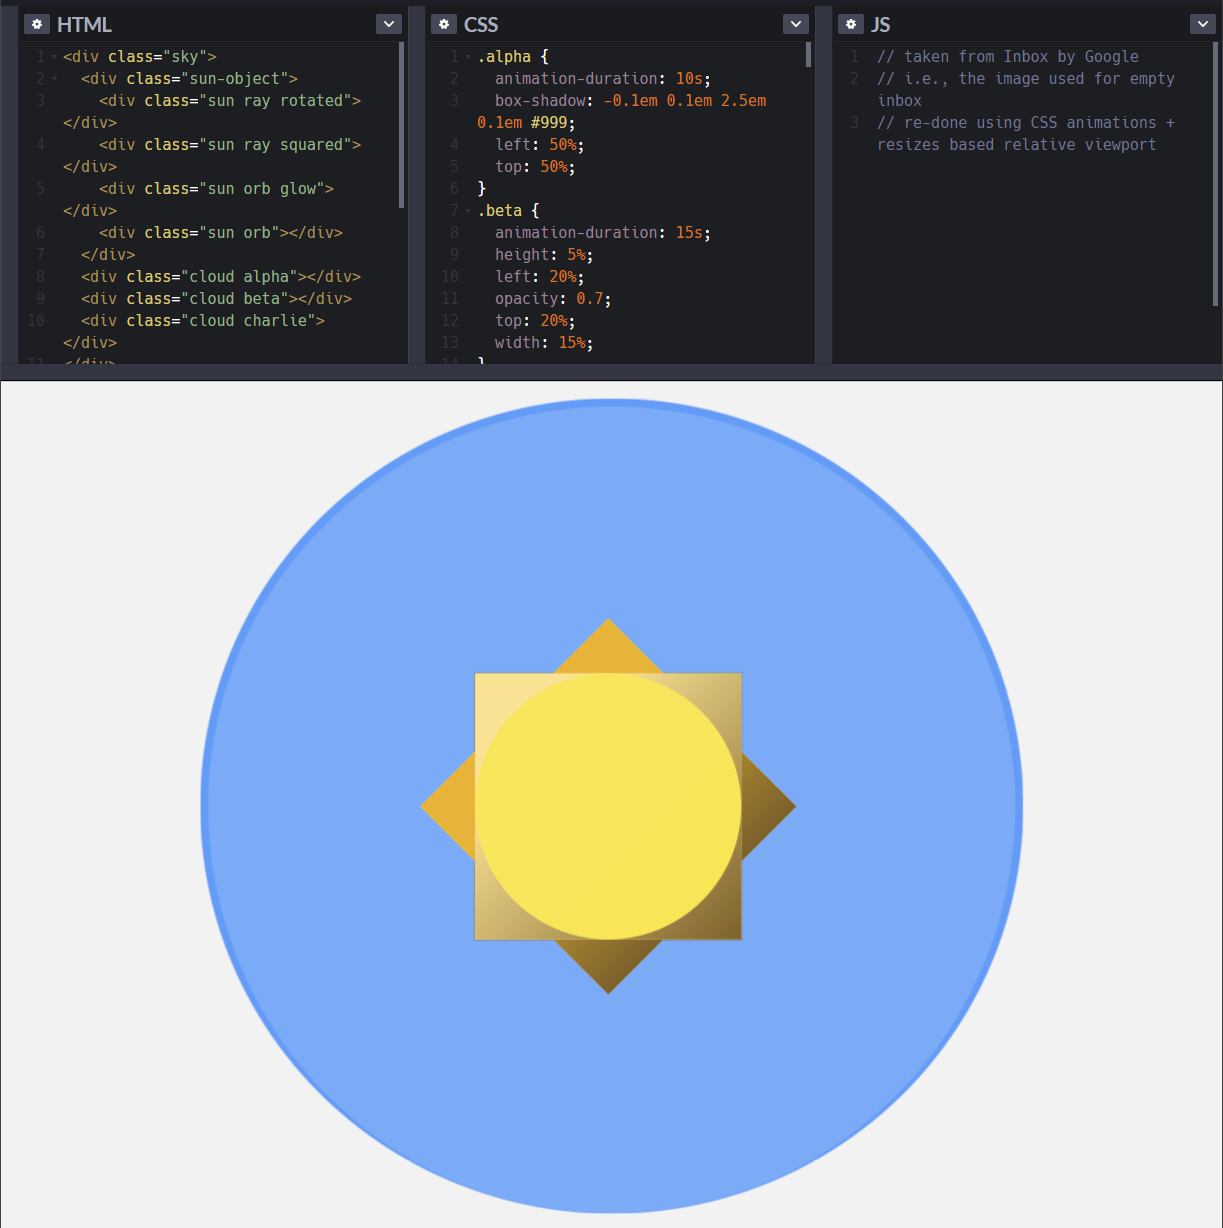 HTML
1 <div class="sky">
2 <div class="sun-object">
3 <div class="sun ray rotated">
</div>
4 <div class="sun ray squared">
</div>
5 <div class="sun orb glow">
</div>
6 <div class="sun orb"></div>
7 </div>
8 <div class="cloud alpha"></div>
9 <div class="cloud beta"></div>
10 <div class="cloud charlie">
</div>
11 </div>
CSS
1 .alpha {
2 animation-duration: 10s;
3 box-shadow: -0.1em 0.1em 2.5em
0.1em #999;
4 left: 50%;
5 top: 50%;
6 }
7 .beta {
8 animation-duration: 15s;
9 height: 5%;
10 left: 20%;
11 opacity: 0.7;
12 top: 20%;
13 width: 15%;
14 }
JS
1 // taken from Inbox by Google
2 // i.e., the image used for empty
inbox
3 // re-done using CSS animations +
resizes based relative viewport